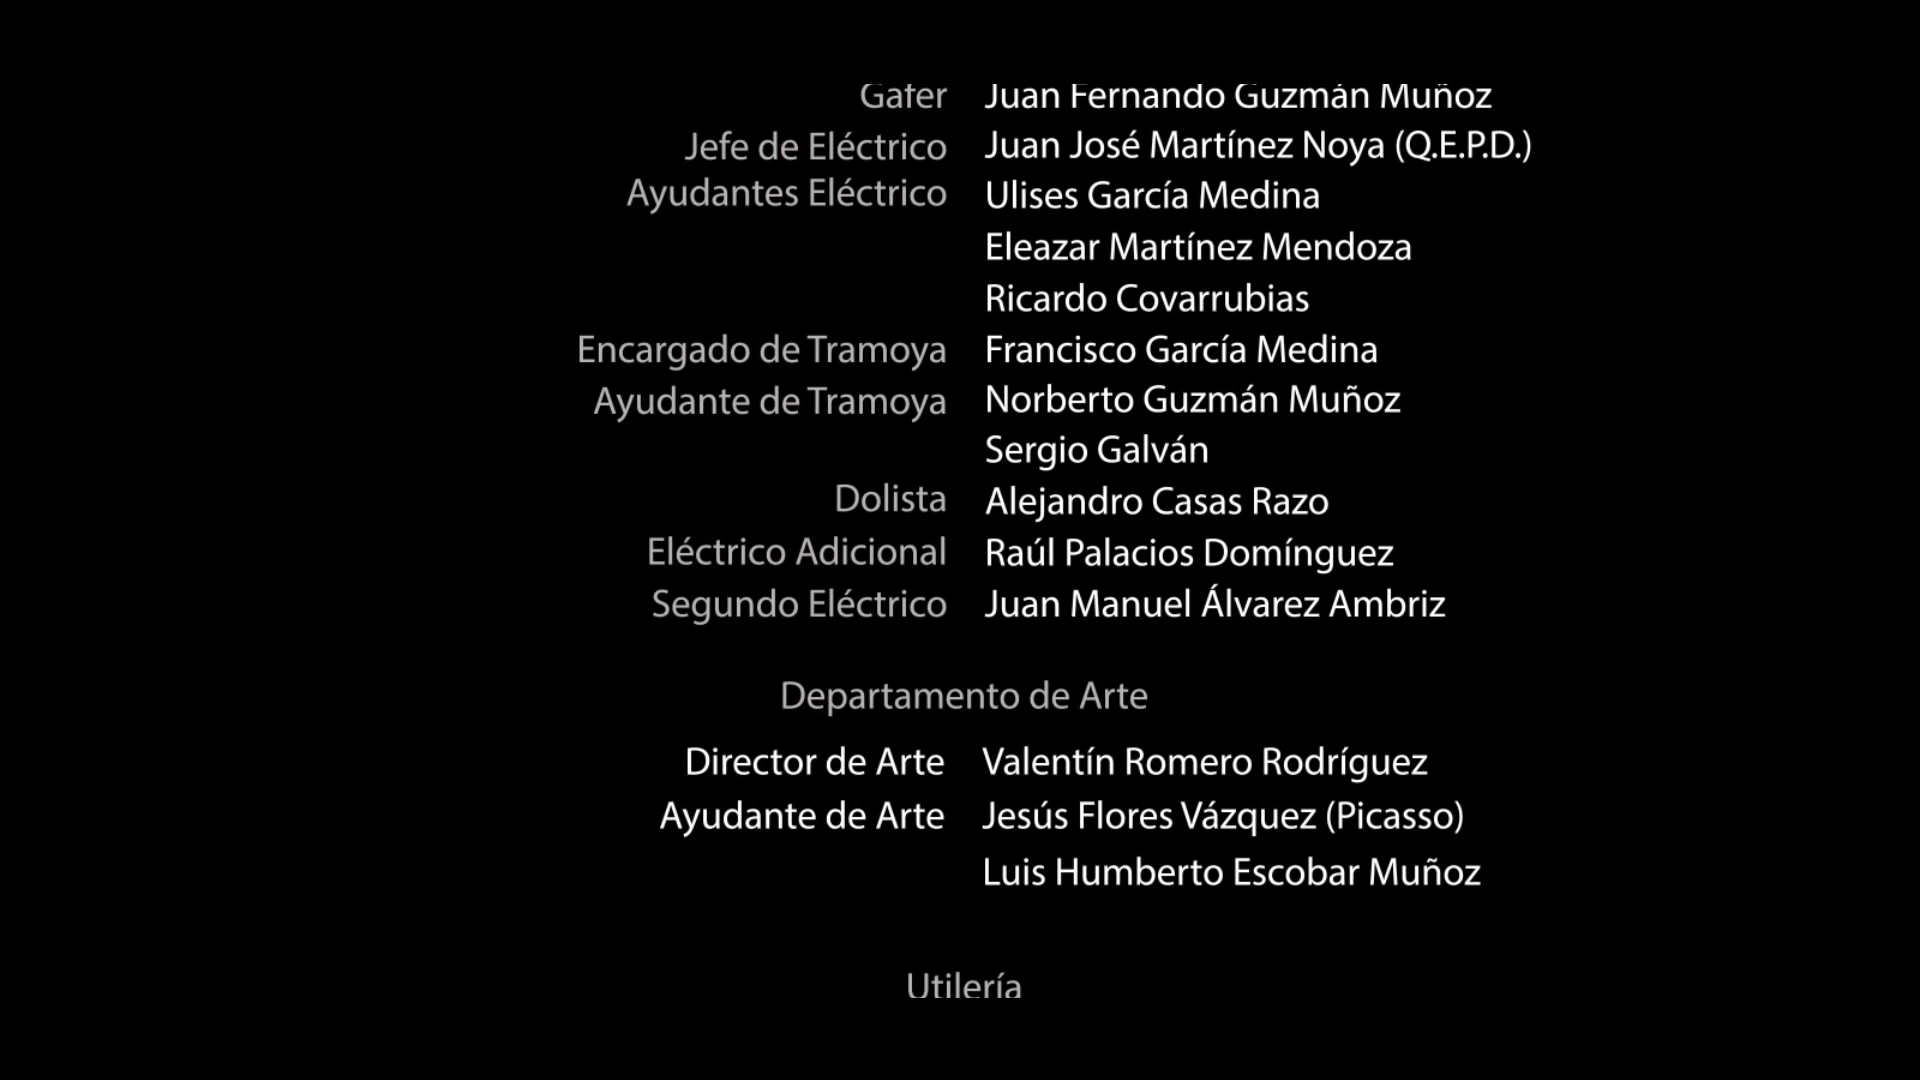 Gafer Juan Fernando Guzmán Muñoz
Jefe de Eléctrico Juan José Martínez Noya (Q.E.P.D.)
Ayudantes Eléctrico Ulises García Medina
Eleazar Martínez Mendoza
Ricardo Covarrubias
Encargado de Tramoya Francisco García Medina
Ayudante de Tramoya Norberto Guzmán Muñoz
Sergio Galván
Dolista Alejandro Casas Razo
Eléctrico Adicional Raúl Palacios Domínguez
Segundo Eléctrico Juan Manuel Álvarez Ambriz
Departamento de Arte
Director de Arte Valentín Romero Rodríguez
Ayudante de Arte Jesús Flores Vázquez (Picasso)
Luis Humberto Escobar Muñoz
Utilería